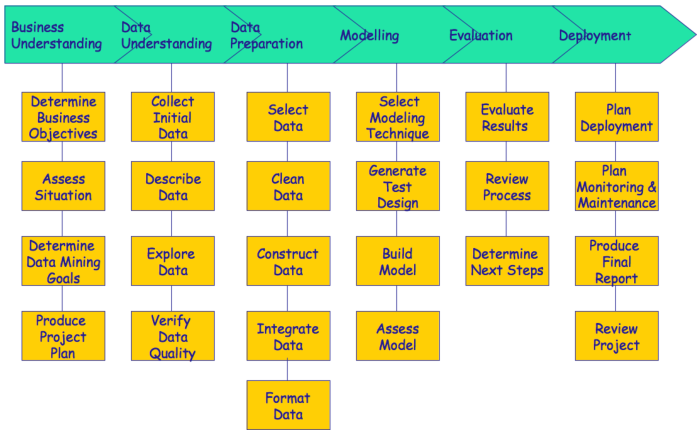 Business
Understanding
Data
Understanding
Data
Preparation
Modelling
Evaluation
Deployment
Determine
Business
Objectives
Assess
Situation
Determine
Data Mining
Goals
Produce
Project
Plan
Collect
Initial
Data
Describe
Data
Explore
Data
Verify
Data
Quality
Select
Data
Clean
Data
Construct
Data
Integrate
Data
Format
Data
Select
Modeling
Technique
Generate
Test
Design
Build
Model
Assess
Model
Evaluate
Results
Review
Process
Determine
Next Steps
Plan
Deployment
Plan
Monitoring &
Maintenance
Produce
Final
Report
Review
Project